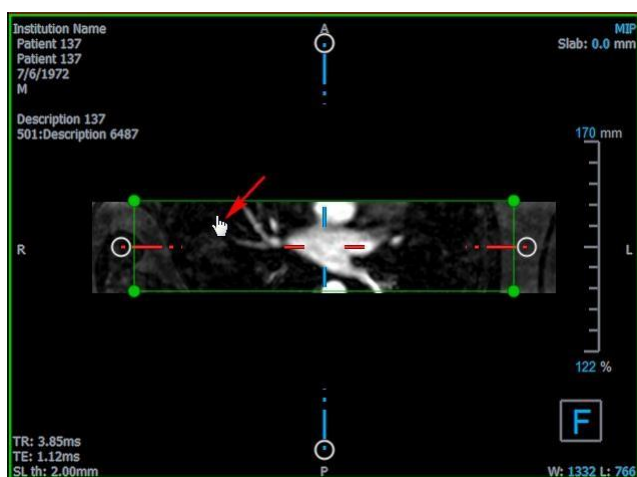 Institution Name
Patient 137
Patient 137
7/6/1972
M
Description 137
501:Description 6487
A
MIP
Slab: 0.0 mm
170 mm
R
L
122 %
F
TR: 3.85ms
TE: 1.12ms
SL th: 2.00mm
P
W: 1332 L: 766